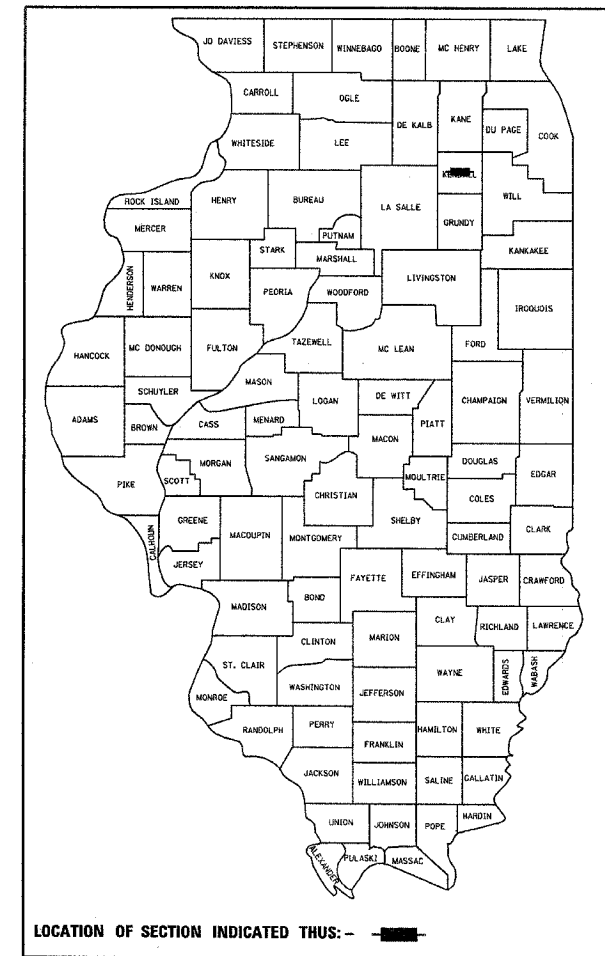 JO DAVIESS STEPHENSON WINNEBAGO BOONE MC HENRY LAKE
CARROLL OGLE DE KALB KANE DU PAGE COOK
WHITESIDE LEE
ROCK ISLAND HENRY BUREAU LA SALLE WILL
MERCER PUTNAM GRUNDY
STARK MARSHALL KANKAKEE
HENDERSON WARREN KNOX PEORIA WOODFORD LIVINGSTON IROQUOIS
HANCOCK MC DONOUGH FULTON TAZEWELL MC LEAN FORD
MASON
SCHUYLER LOGAN DE WITT CHAMPAIGN VERMILION
ADAMS BROWN CASS MENARD MACON PIATT
MORGAN SANGAMON DOUGLAS
PIKE SCOTT CHRISTIAN MOULTRIE COLES EDGAR
GREENE MACOUPIN MONTGOMERY SHELBY CUMBERLAND CLARK
CALHOUN JERSEY
FAYETTE EFFINGHAM JASPER CRAWFORD
MADISON BOND
CLINTON MARION CLAY RICHLAND LAWRENCE
ST. CLAIR WAYNE EDWARDS WABASH
MONROE WASHINGTON JEFFERSON
RANDOLPH PERRY HAMILTON WHITE
FRANKLIN
JACKSON WILLIAMSON SALINE GALLATIN
UNION JOHNSON POPE HARDIN
ALEXANDER PULASKI MASSAC
LOCATION OF SECTION INDICATED THUS: -